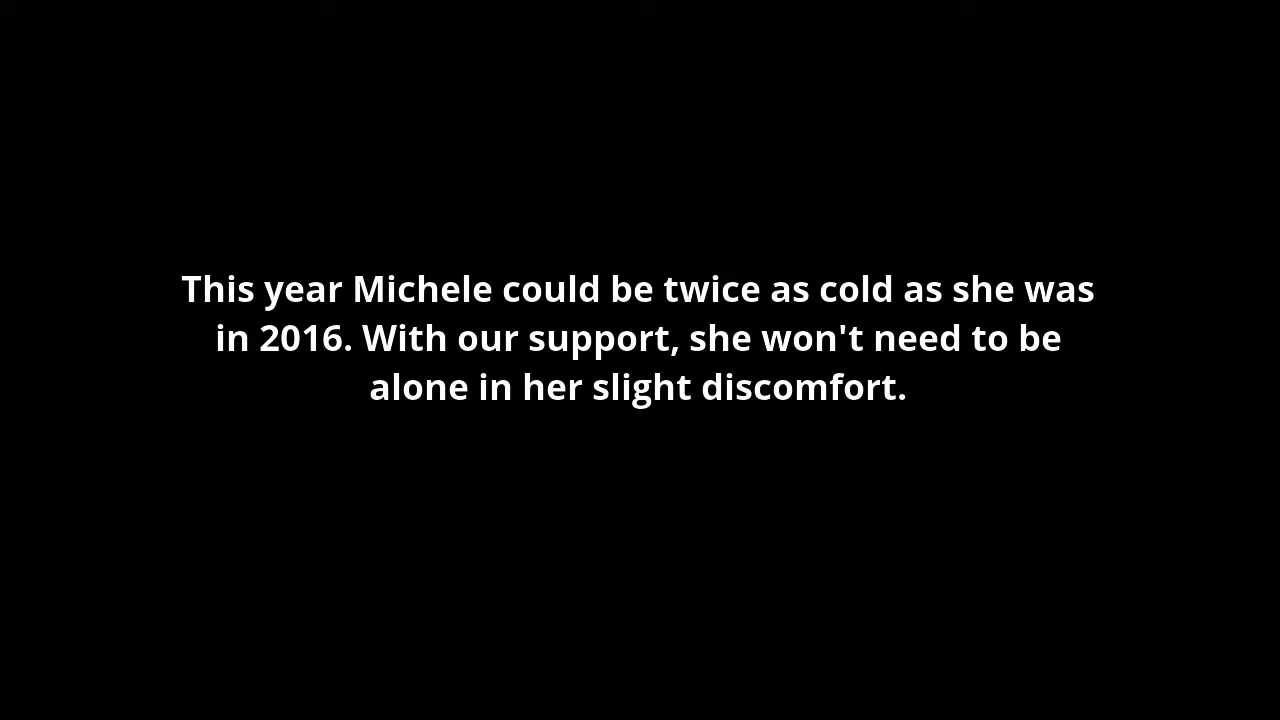 This year Michele could be twice as cold as she was
in 2016. With our support, she won't need to be
alone in her slight discomfort.